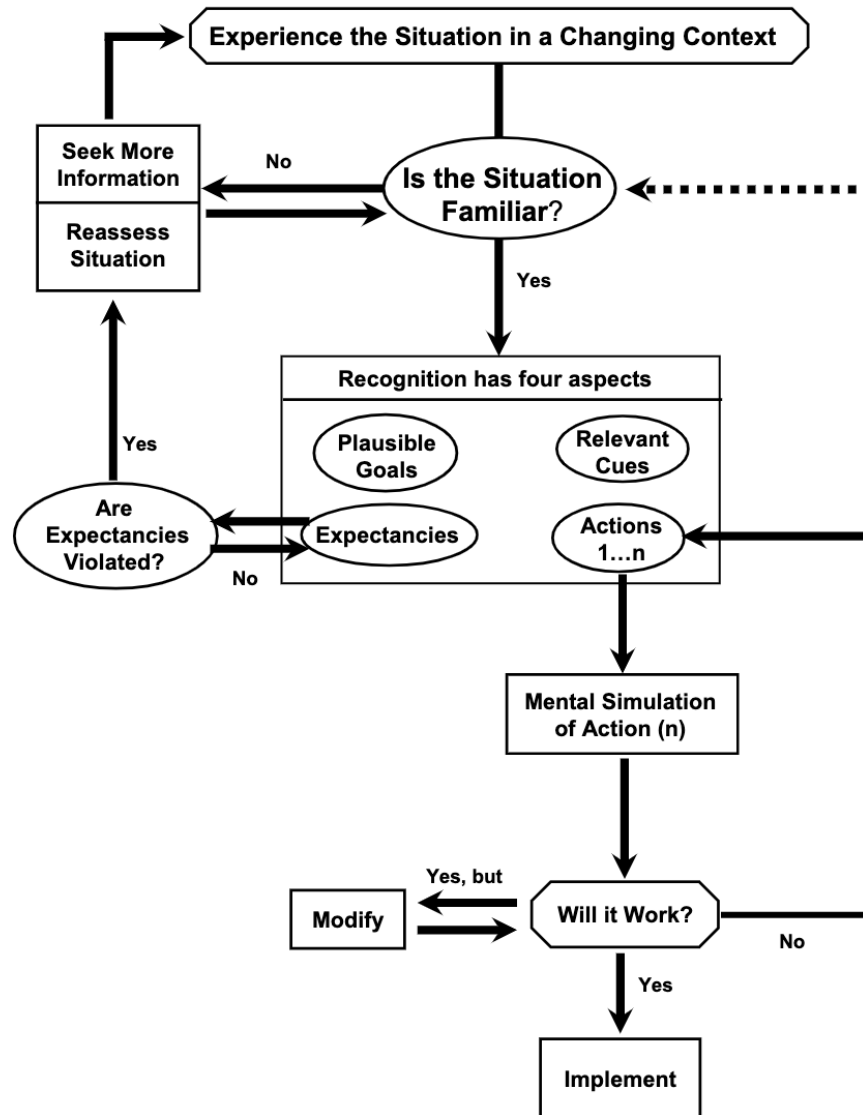 Experience the Situation in a Changing Context
Seek More
Information
No
Is the Situation
Familiar?
Reassess
Situation
Yes
Recognition has four aspects
Plausible
Goals
Relevant
Cues
Yes
Are
Expectancies
Violated?
Expectancies
Actions
1...n
No
Mental Simulation
of Action (n)
Yes, but
Modify
Will it Work?
No
Yes
Implement